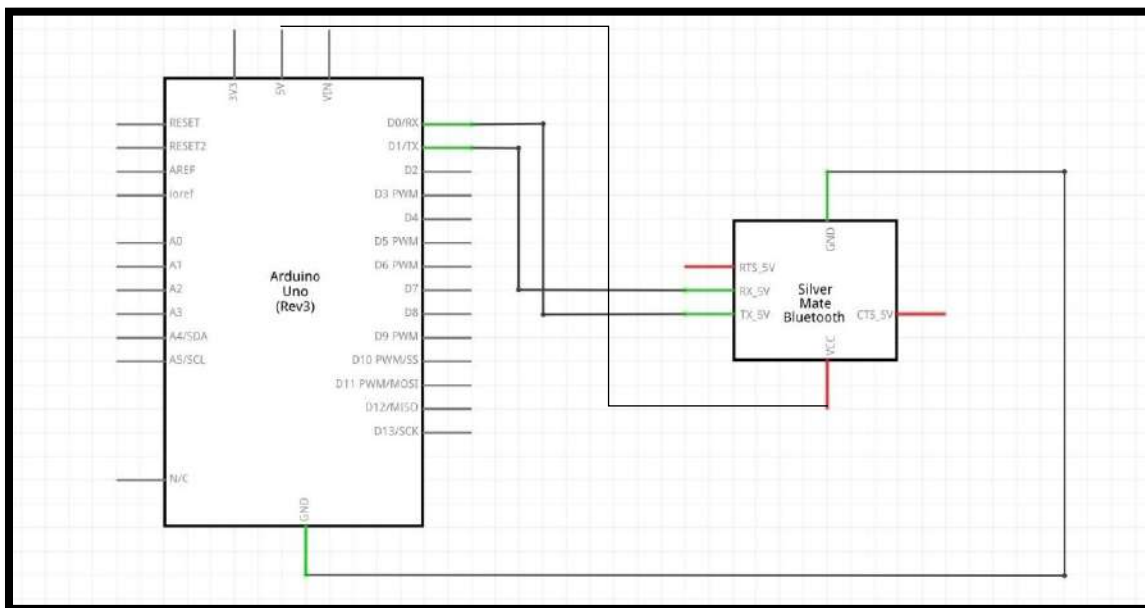 3V3
5V
VIN
RESET
RESET2
AREF
ioref
A0
A1
A2
A3
A4/SDA
A5/SCL
N/C
Arduino
Uno
(Rev3)
D0/RX
D1/TX
D2
D3 PWM
D4
D5 PWM
D6 PWM
D7
D8
D9 PWM
D10 PWM/SS
D11 PWM/MOSI
D12/MISO
D13/SCK
GND
GND
RTS_5V
RX_5V
TX_5V
Silver
Mate
Bluetooth
CTS_5V
VCC